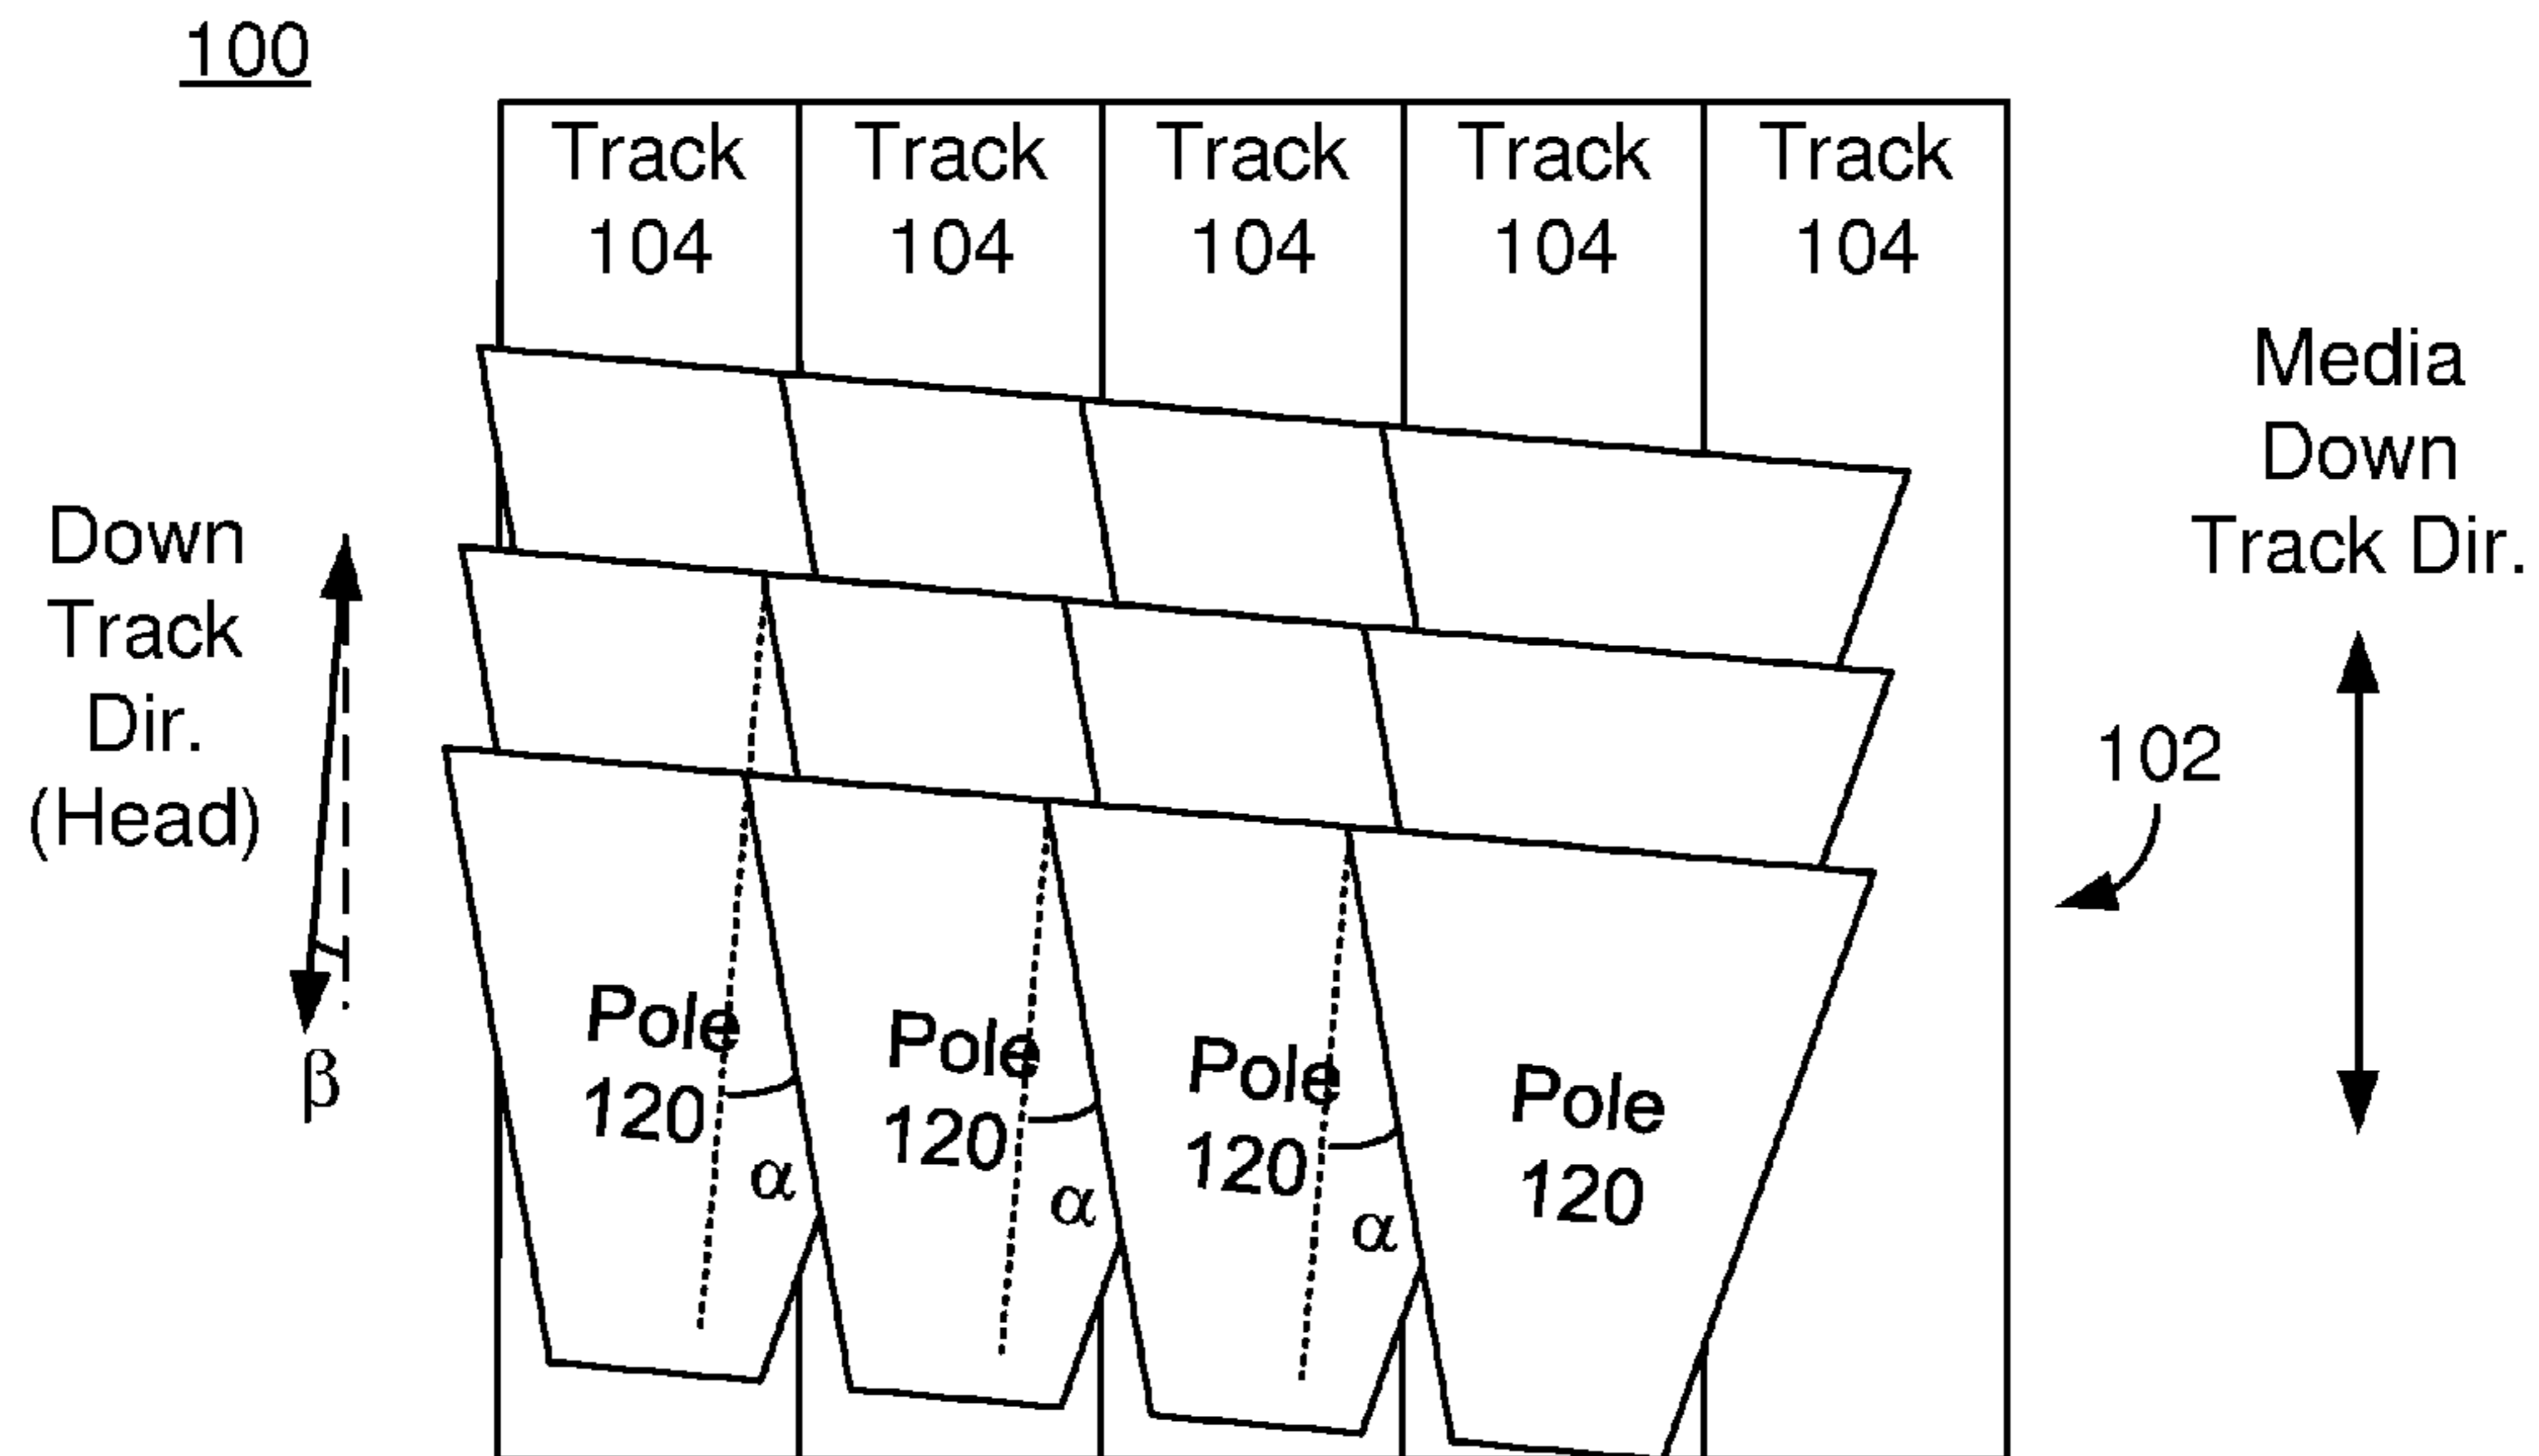 100
Track
104
Track
104
Track
104
Track
104
Track
104
Down
Track
Dir.
(Head)
β
Media
Down
Track Dir.
102
Pole
120
α
Pole
120
α
Pole
120
α
Pole
120